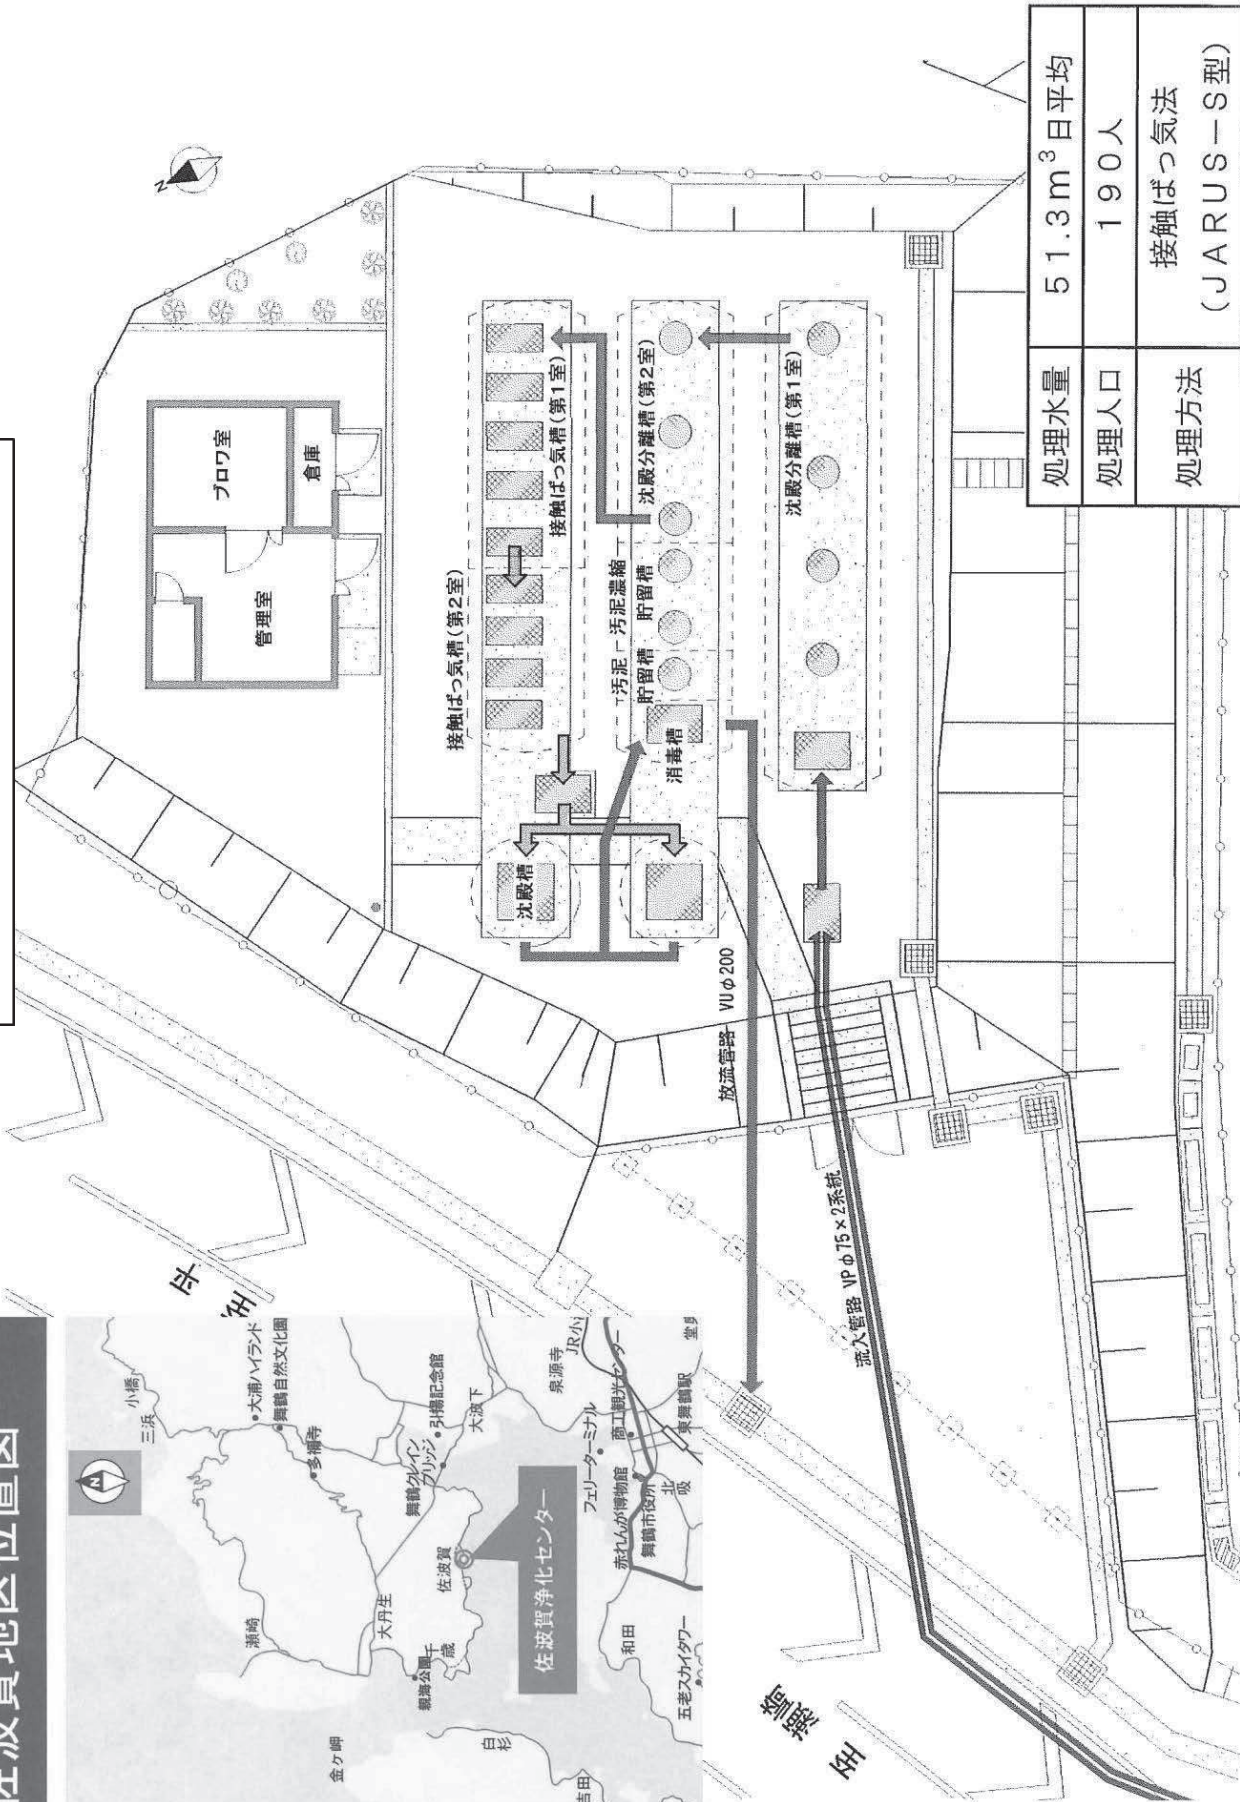 佐波賀地区位置図
N
小橋
三浜
大浦ハイランド
舞鶴自然文化園
多祢寺
瀬崎
大丹生
舞鶴クレイン
ブリッジ
引揚記念館
大波下
佐波賀
親海公園
千歳
金ヶ岬
佐波賀浄化センター
泉源寺
JR小
フェリーターミナル
商工観光センター
赤れんが博物館
舞鶴市役所
北吸
東舞鶴駅
堂奥
和田
五老スカイタワー
白杉
吉田
N
ブロワ室
倉庫
管理室
接触ばっ気槽(第2室)
接触ばっ気槽(第1室)
汚泥
貯留槽
汚泥濃縮
貯留槽
沈殿分離槽(第2室)
消毒槽
沈殿槽
沈殿分離槽(第1室)
放流管路 VUφ200
流入管路 VPφ75×2系統
至
至 瀬崎
処理水量 51.3m³日平均
処理人口 190人
処理方法 接触ばっ気法
(JARUS−S型)